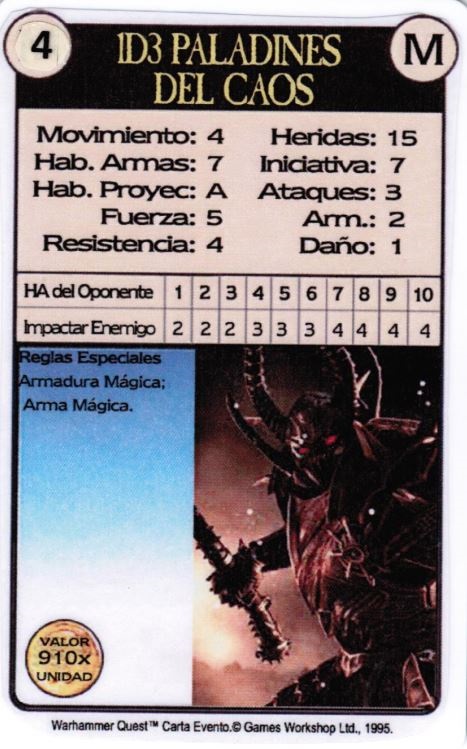 4
1D3 PALADINES
DEL CAOS
M
Movimiento: 4 Heridas: 15
Hab. Armas: 7 Iniciativa: 7
Hab. Proyec: A Ataques: 3
Fuerza: 5 Arm.: 2
Resistencia: 4 Daño: 1
HA del Oponente 1 2 3 4 5 6 7 8 9 10
Impactar Enemigo 2 2 2 3 3 3 4 4 4 4
Reglas Especiales
Armadura Mágica;
Arma Mágica.
VALOR
910x
UNIDAD
Warhammer Quest™ Carta Evento.© Games Workshop Ltd., 1995.